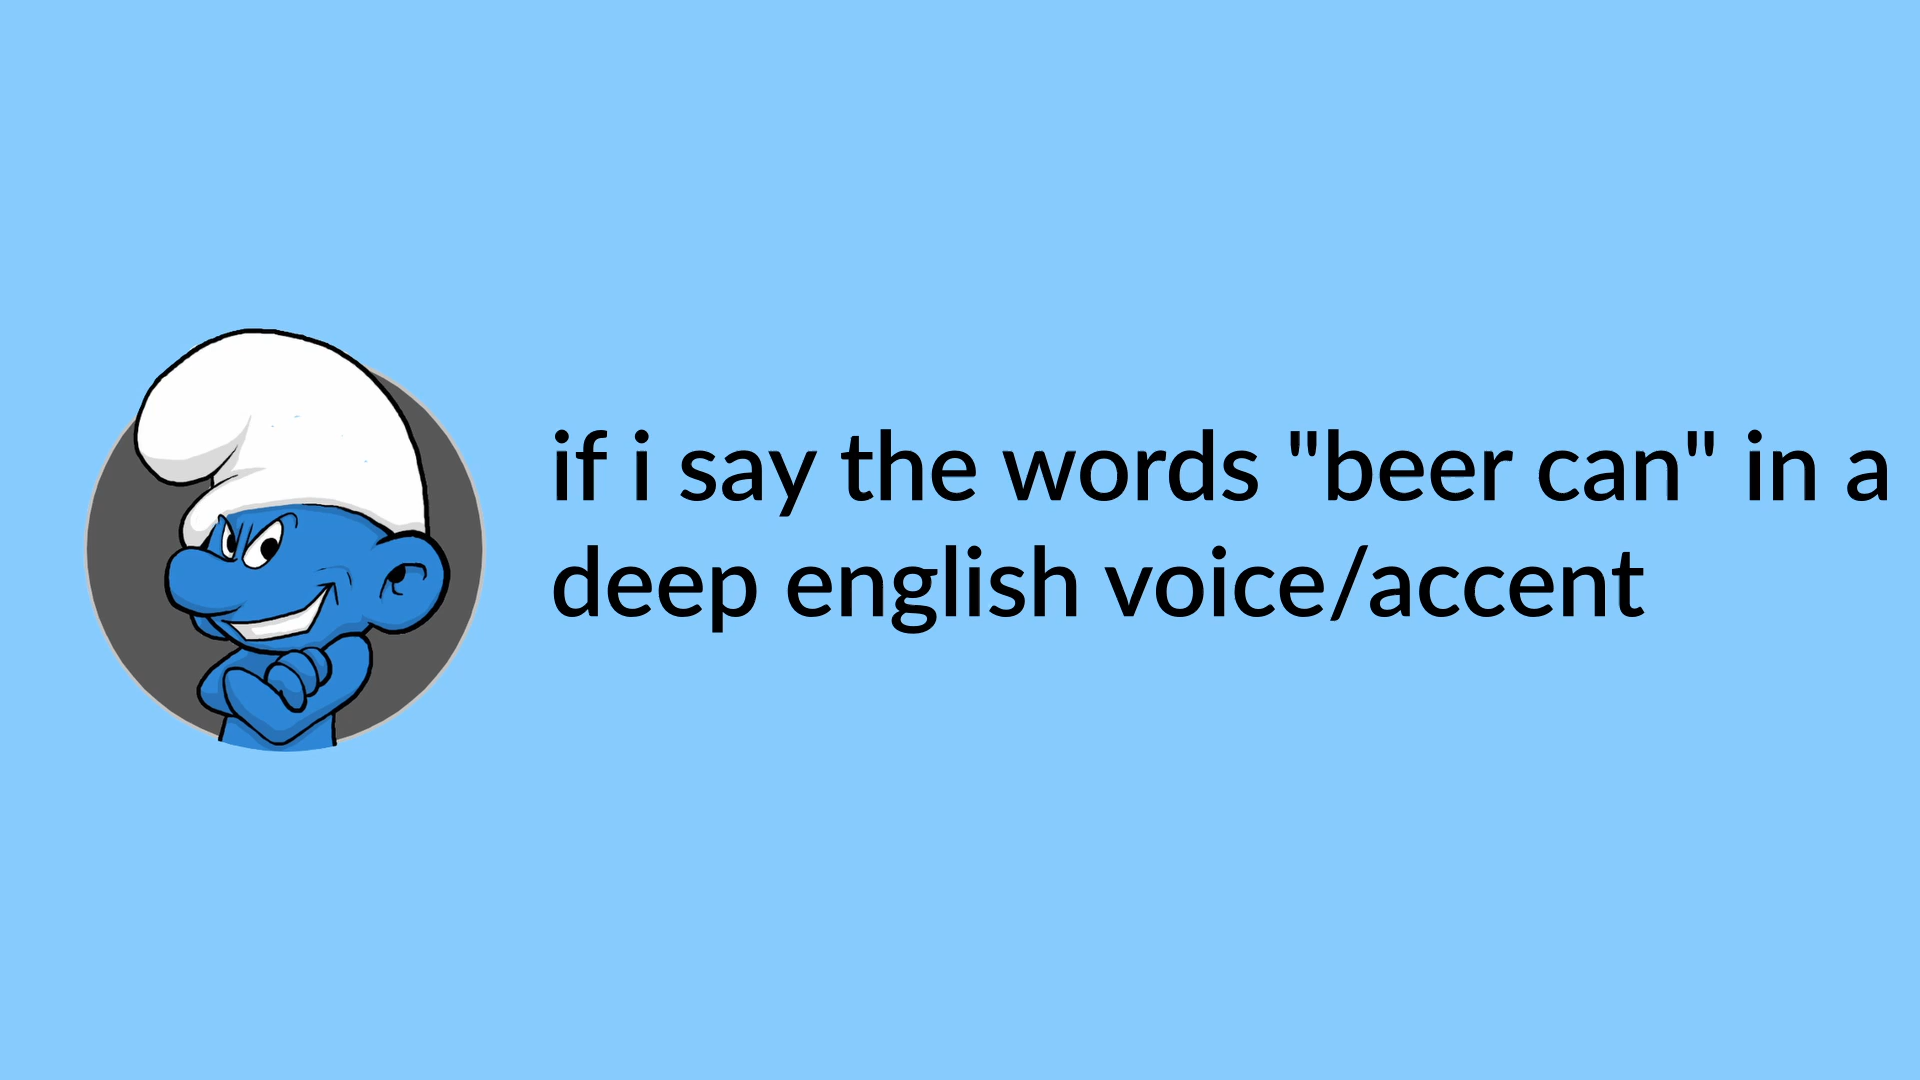 if i say the words "beer can" in a
deep english voice/accent